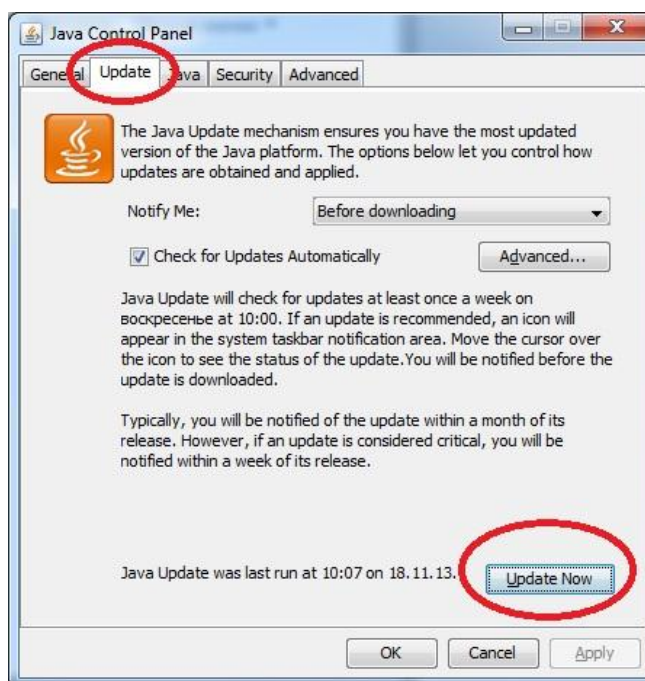 Java Control Panel
General Update Java Security Advanced
The Java Update mechanism ensures you have the most updated
version of the Java platform. The options below let you control how
updates are obtained and applied.
Notify Me: Before downloading
Check for Updates Automatically Advanced...
Java Update will check for updates at least once a week on
воскресенье at 10:00. If an update is recommended, an icon will
appear in the system taskbar notification area. Move the cursor over
the icon to see the status of the update.You will be notified before the
update is downloaded.
Typically, you will be notified of the update within a month of its
release. However, if an update is considered critical, you will be
notified within a week of its release.
Java Update was last run at 10:07 on 18.11.13. Update Now
OK Cancel Apply